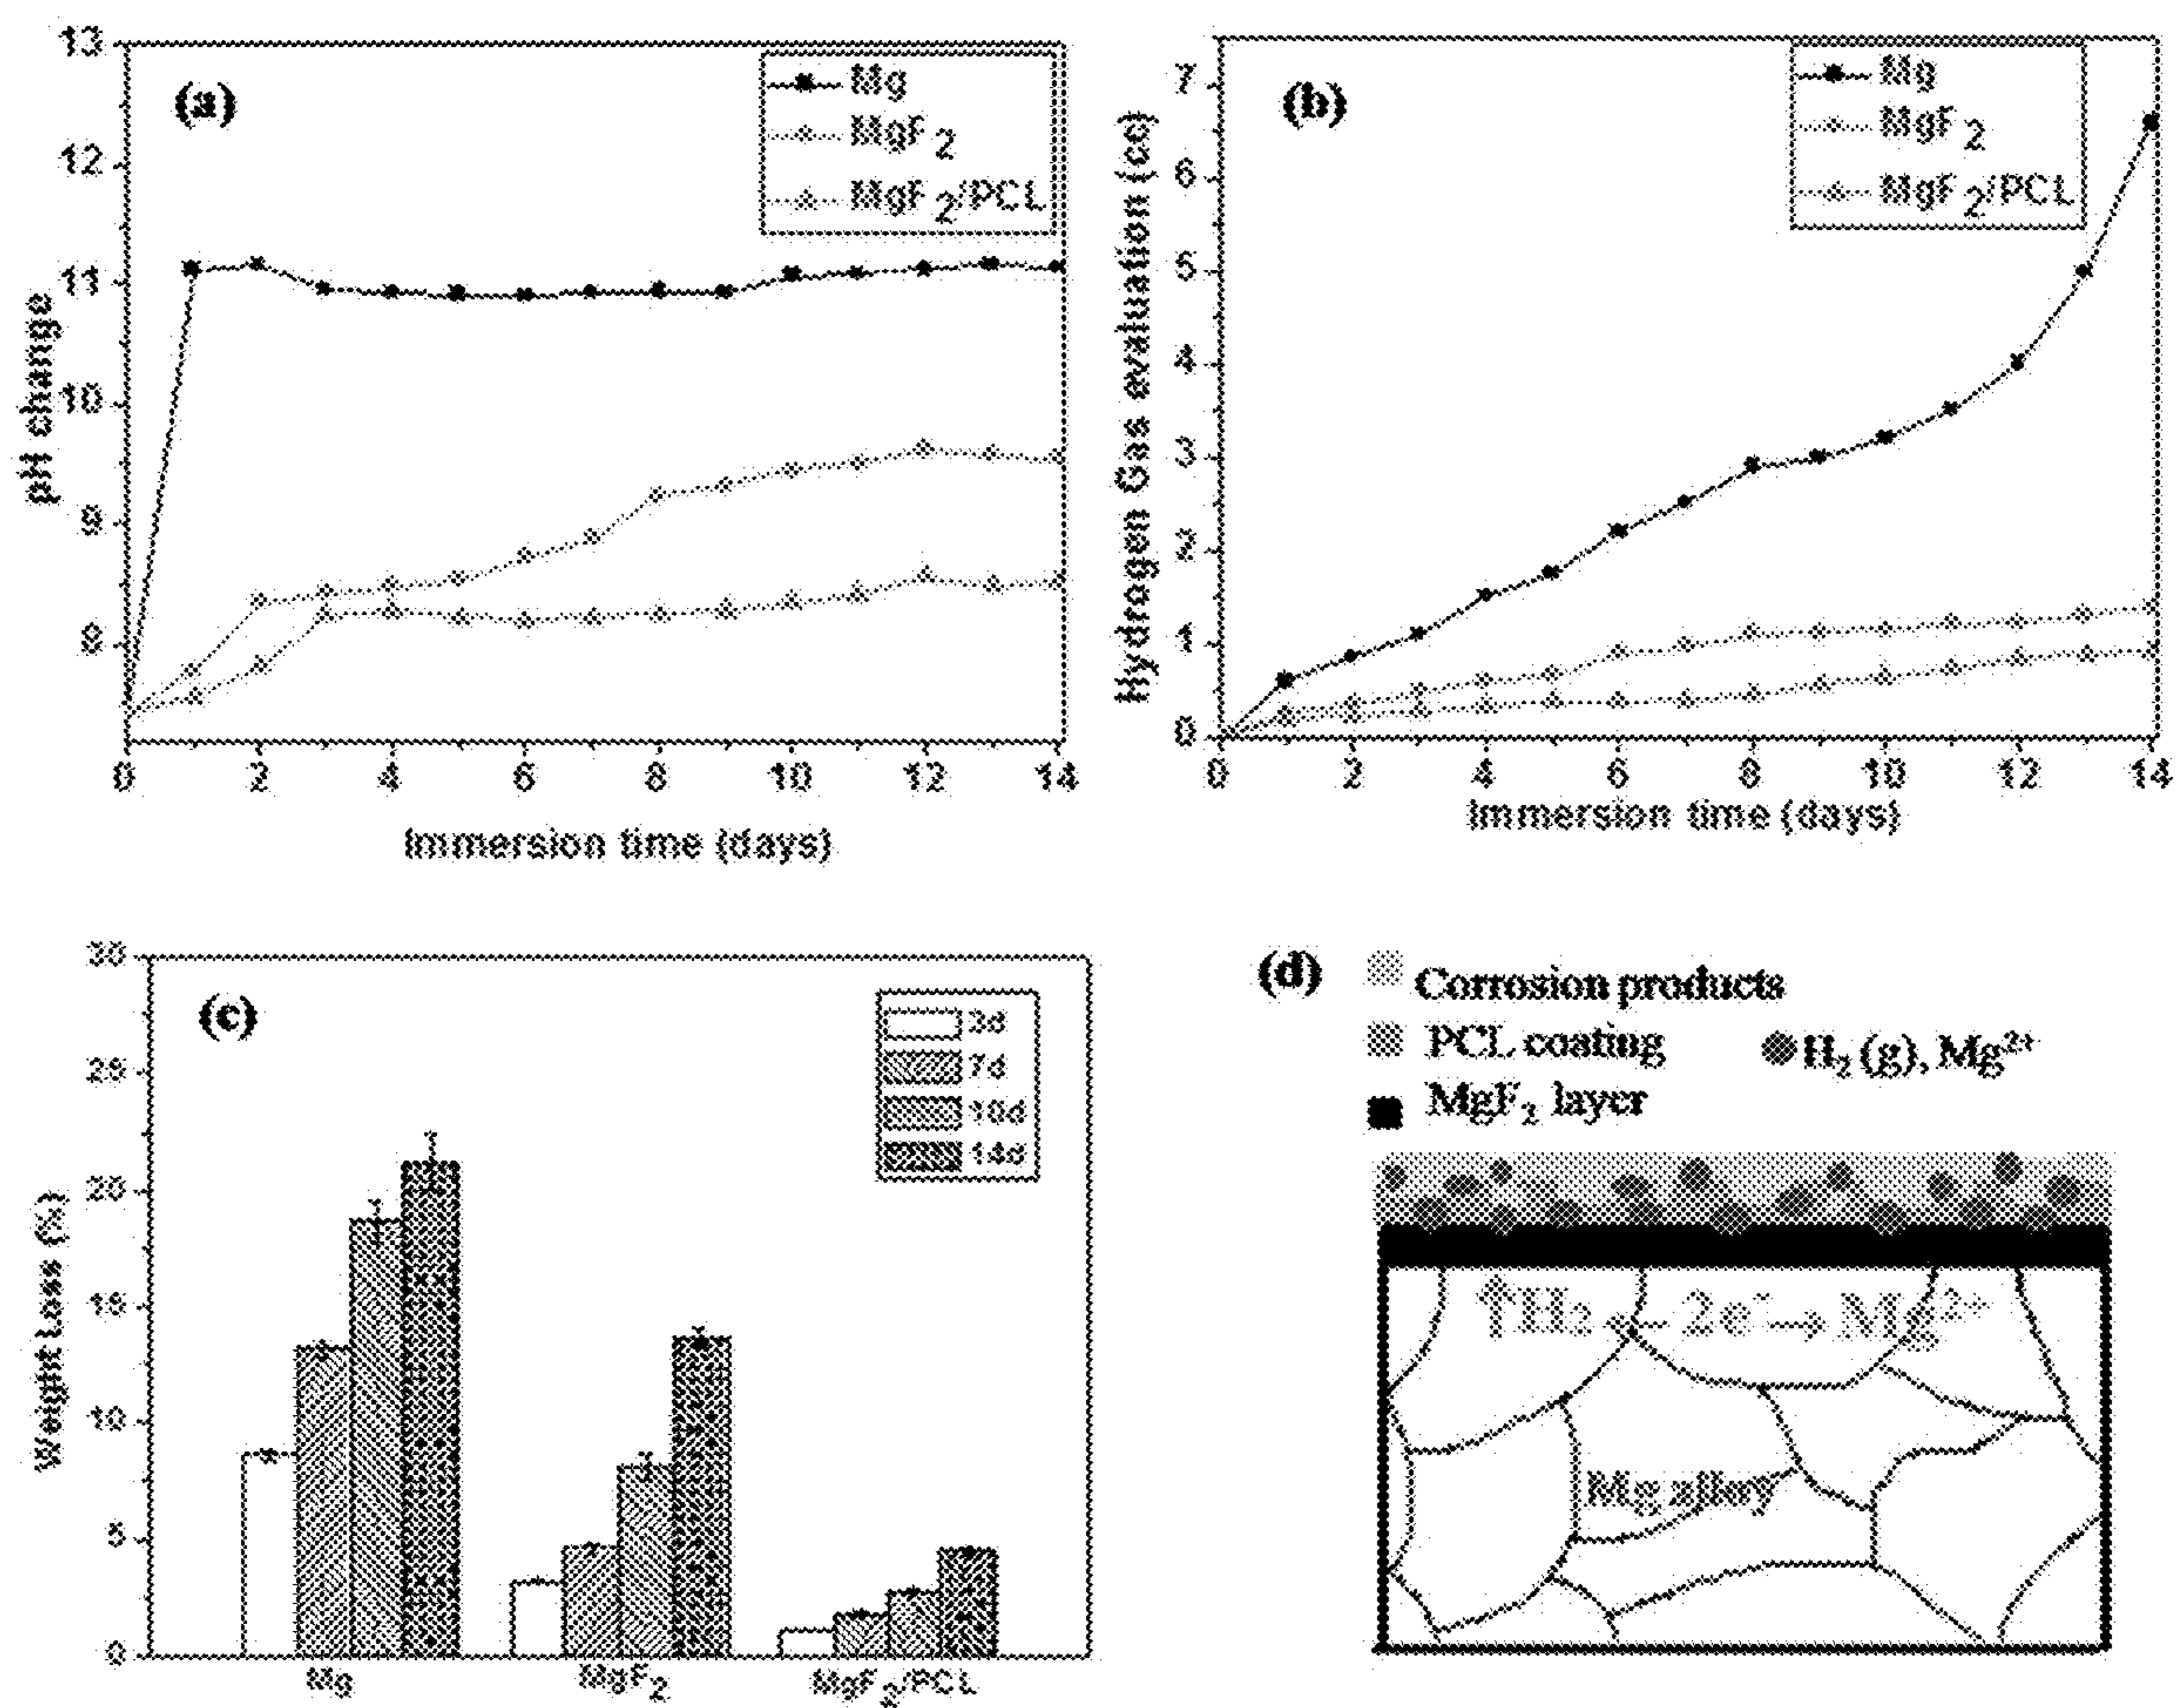 (a)
Mg
MgF2
MgF2/PCL
13
12
11
10
9
8
pH change
0 2 4 6 8 10 12 14
Immersion time (days)
(b)
Mg
MgF2
MgF2/PCL
7
6
5
4
3
2
1
0
Hydrogen Gas evaluation (cc)
0 2 4 6 8 10 12 14
Immersion time (days)
(c)
3d
7d
10d
14d
30
25
20
15
10
5
0
Weight Loss (%)
Mg MgF2 MgF2/PCL
(d)
Corrosion products
PCL coating
H2 (g), Mg2+
MgF2 layer
↑H2 ← 2e- → Mg2+
Mg alloy